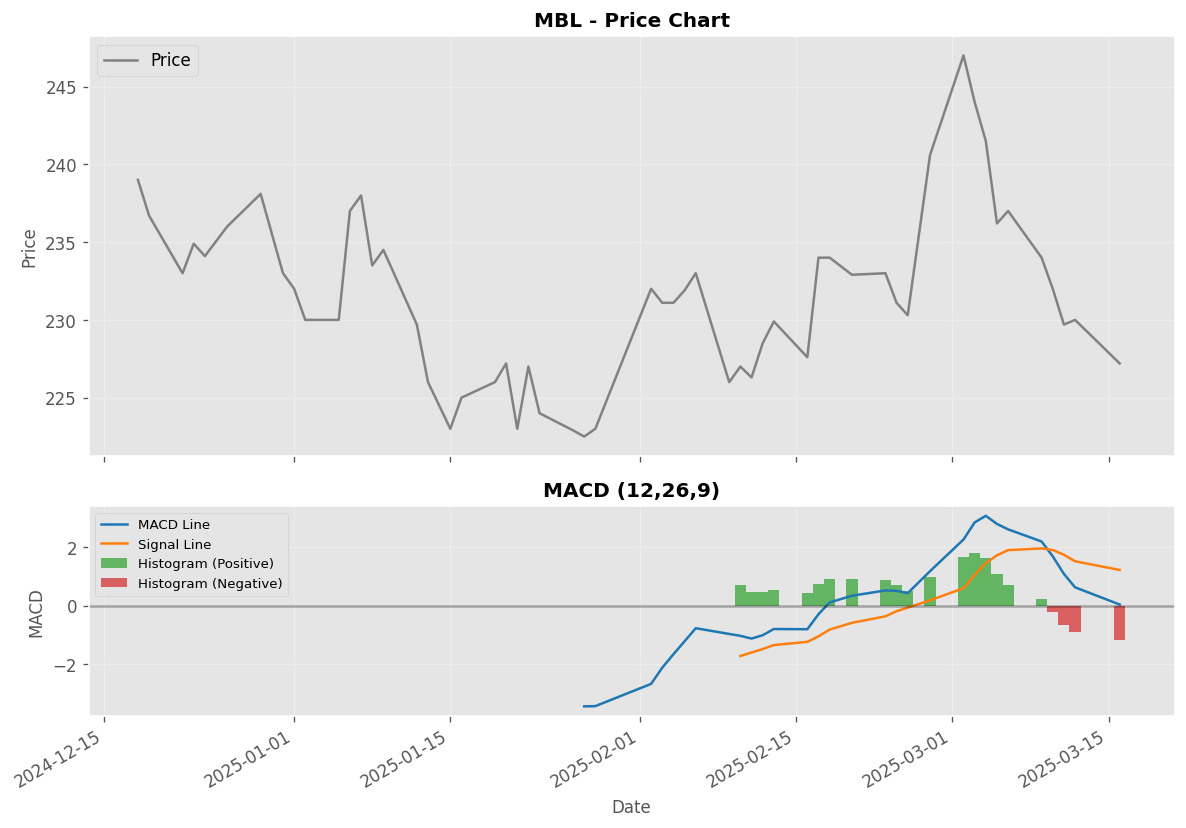 MBL - Price Chart
Price
245
240
235
230
225
Price
MACD (12,26,9)
MACD Line
Signal Line
Histogram (Positive)
Histogram (Negative)
2
0
−2
MACD
2024-12-15
2025-01-01
2025-01-15
2025-02-01
2025-02-15
2025-03-01
2025-03-15
Date